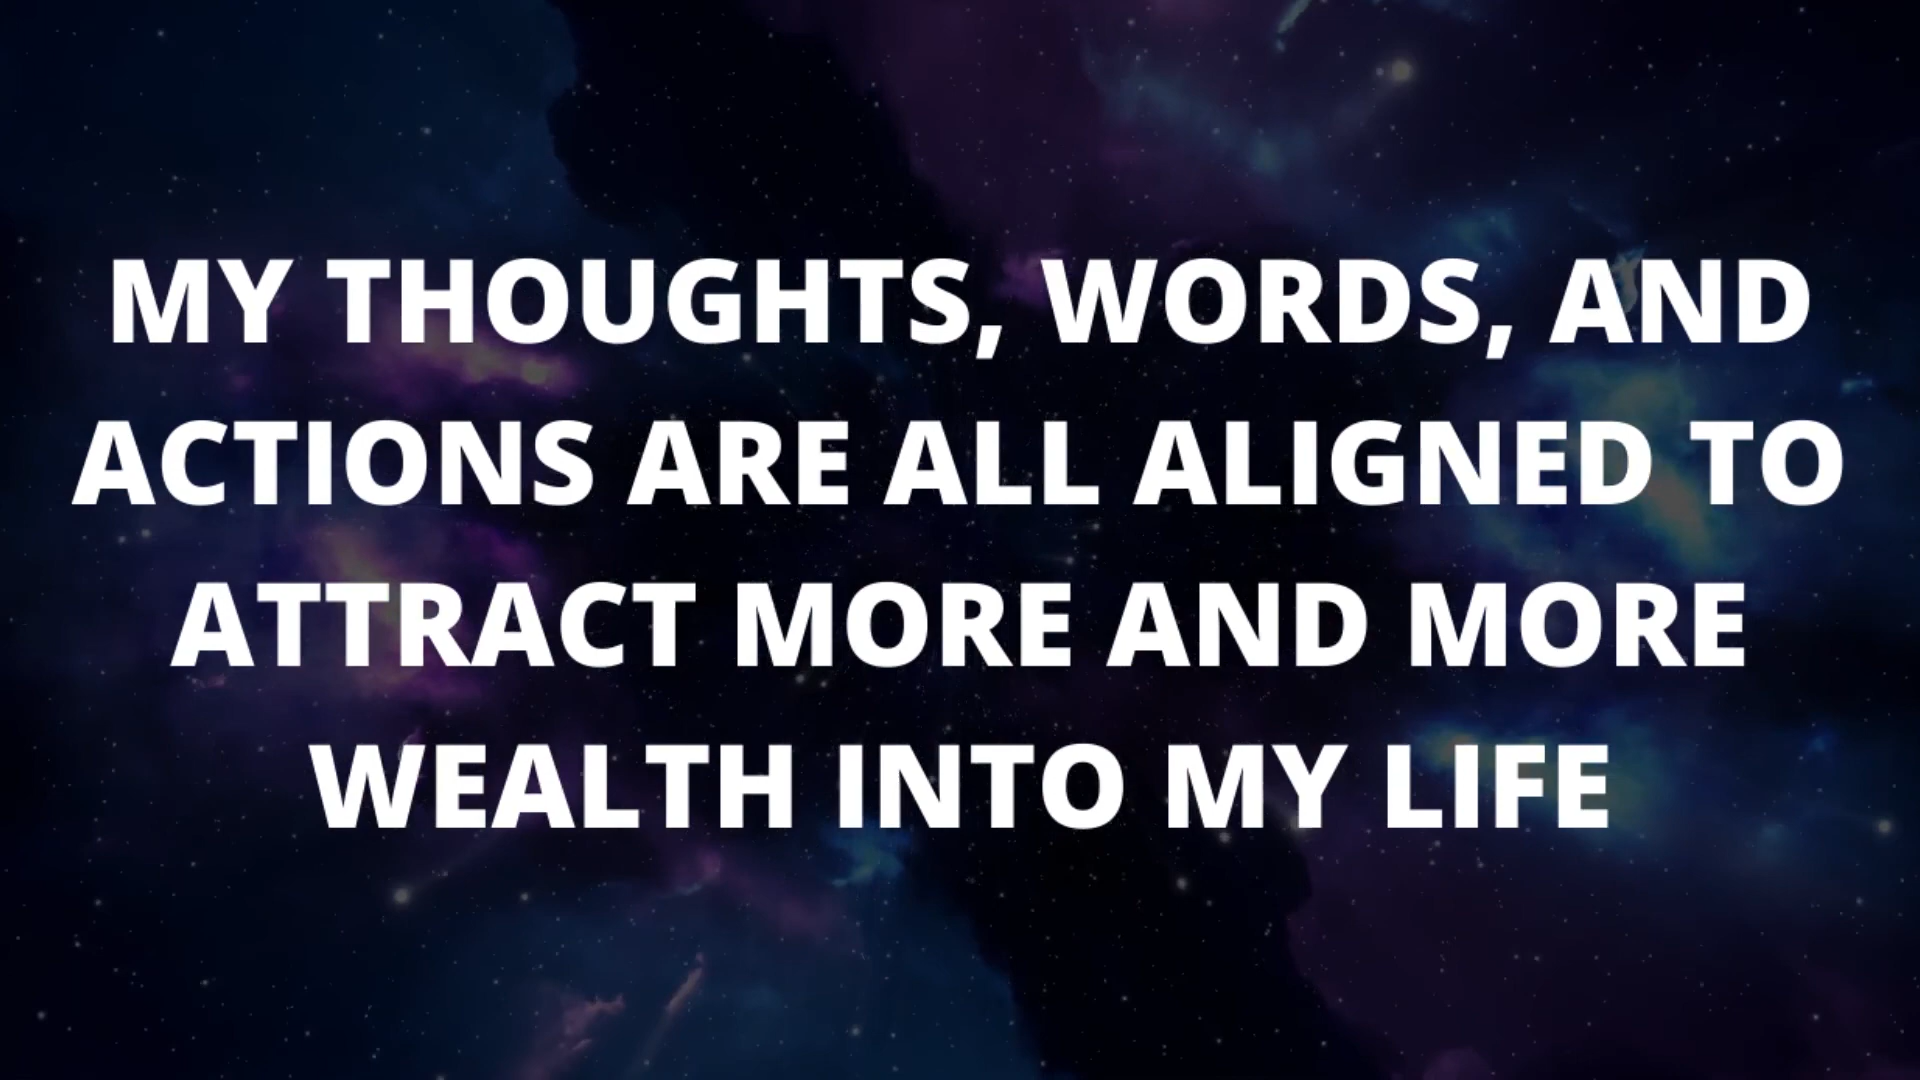 MY THOUGHTS, WORDS, AND
ACTIONS ARE ALL ALIGNED TO
ATTRACT MORE AND MORE
WEALTH INTO MY LIFE